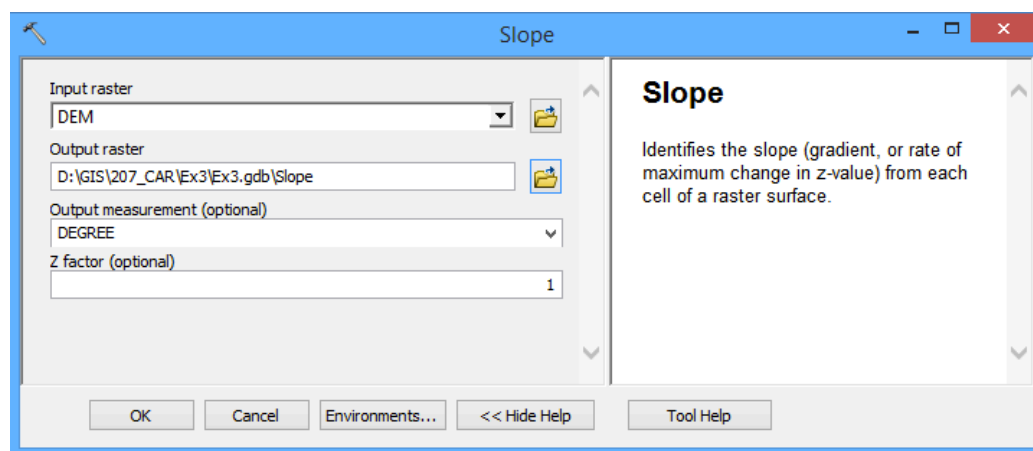 Slope
Input raster
DEM
Output raster
D:\GIS\207_CAR\Ex3\Ex3.gdb\Slope
Output measurement (optional)
DEGREE
Z factor (optional)
1
Slope
Identifies the slope (gradient, or rate of
maximum change in z-value) from each
cell of a raster surface.
OK Cancel Environments... << Hide Help Tool Help